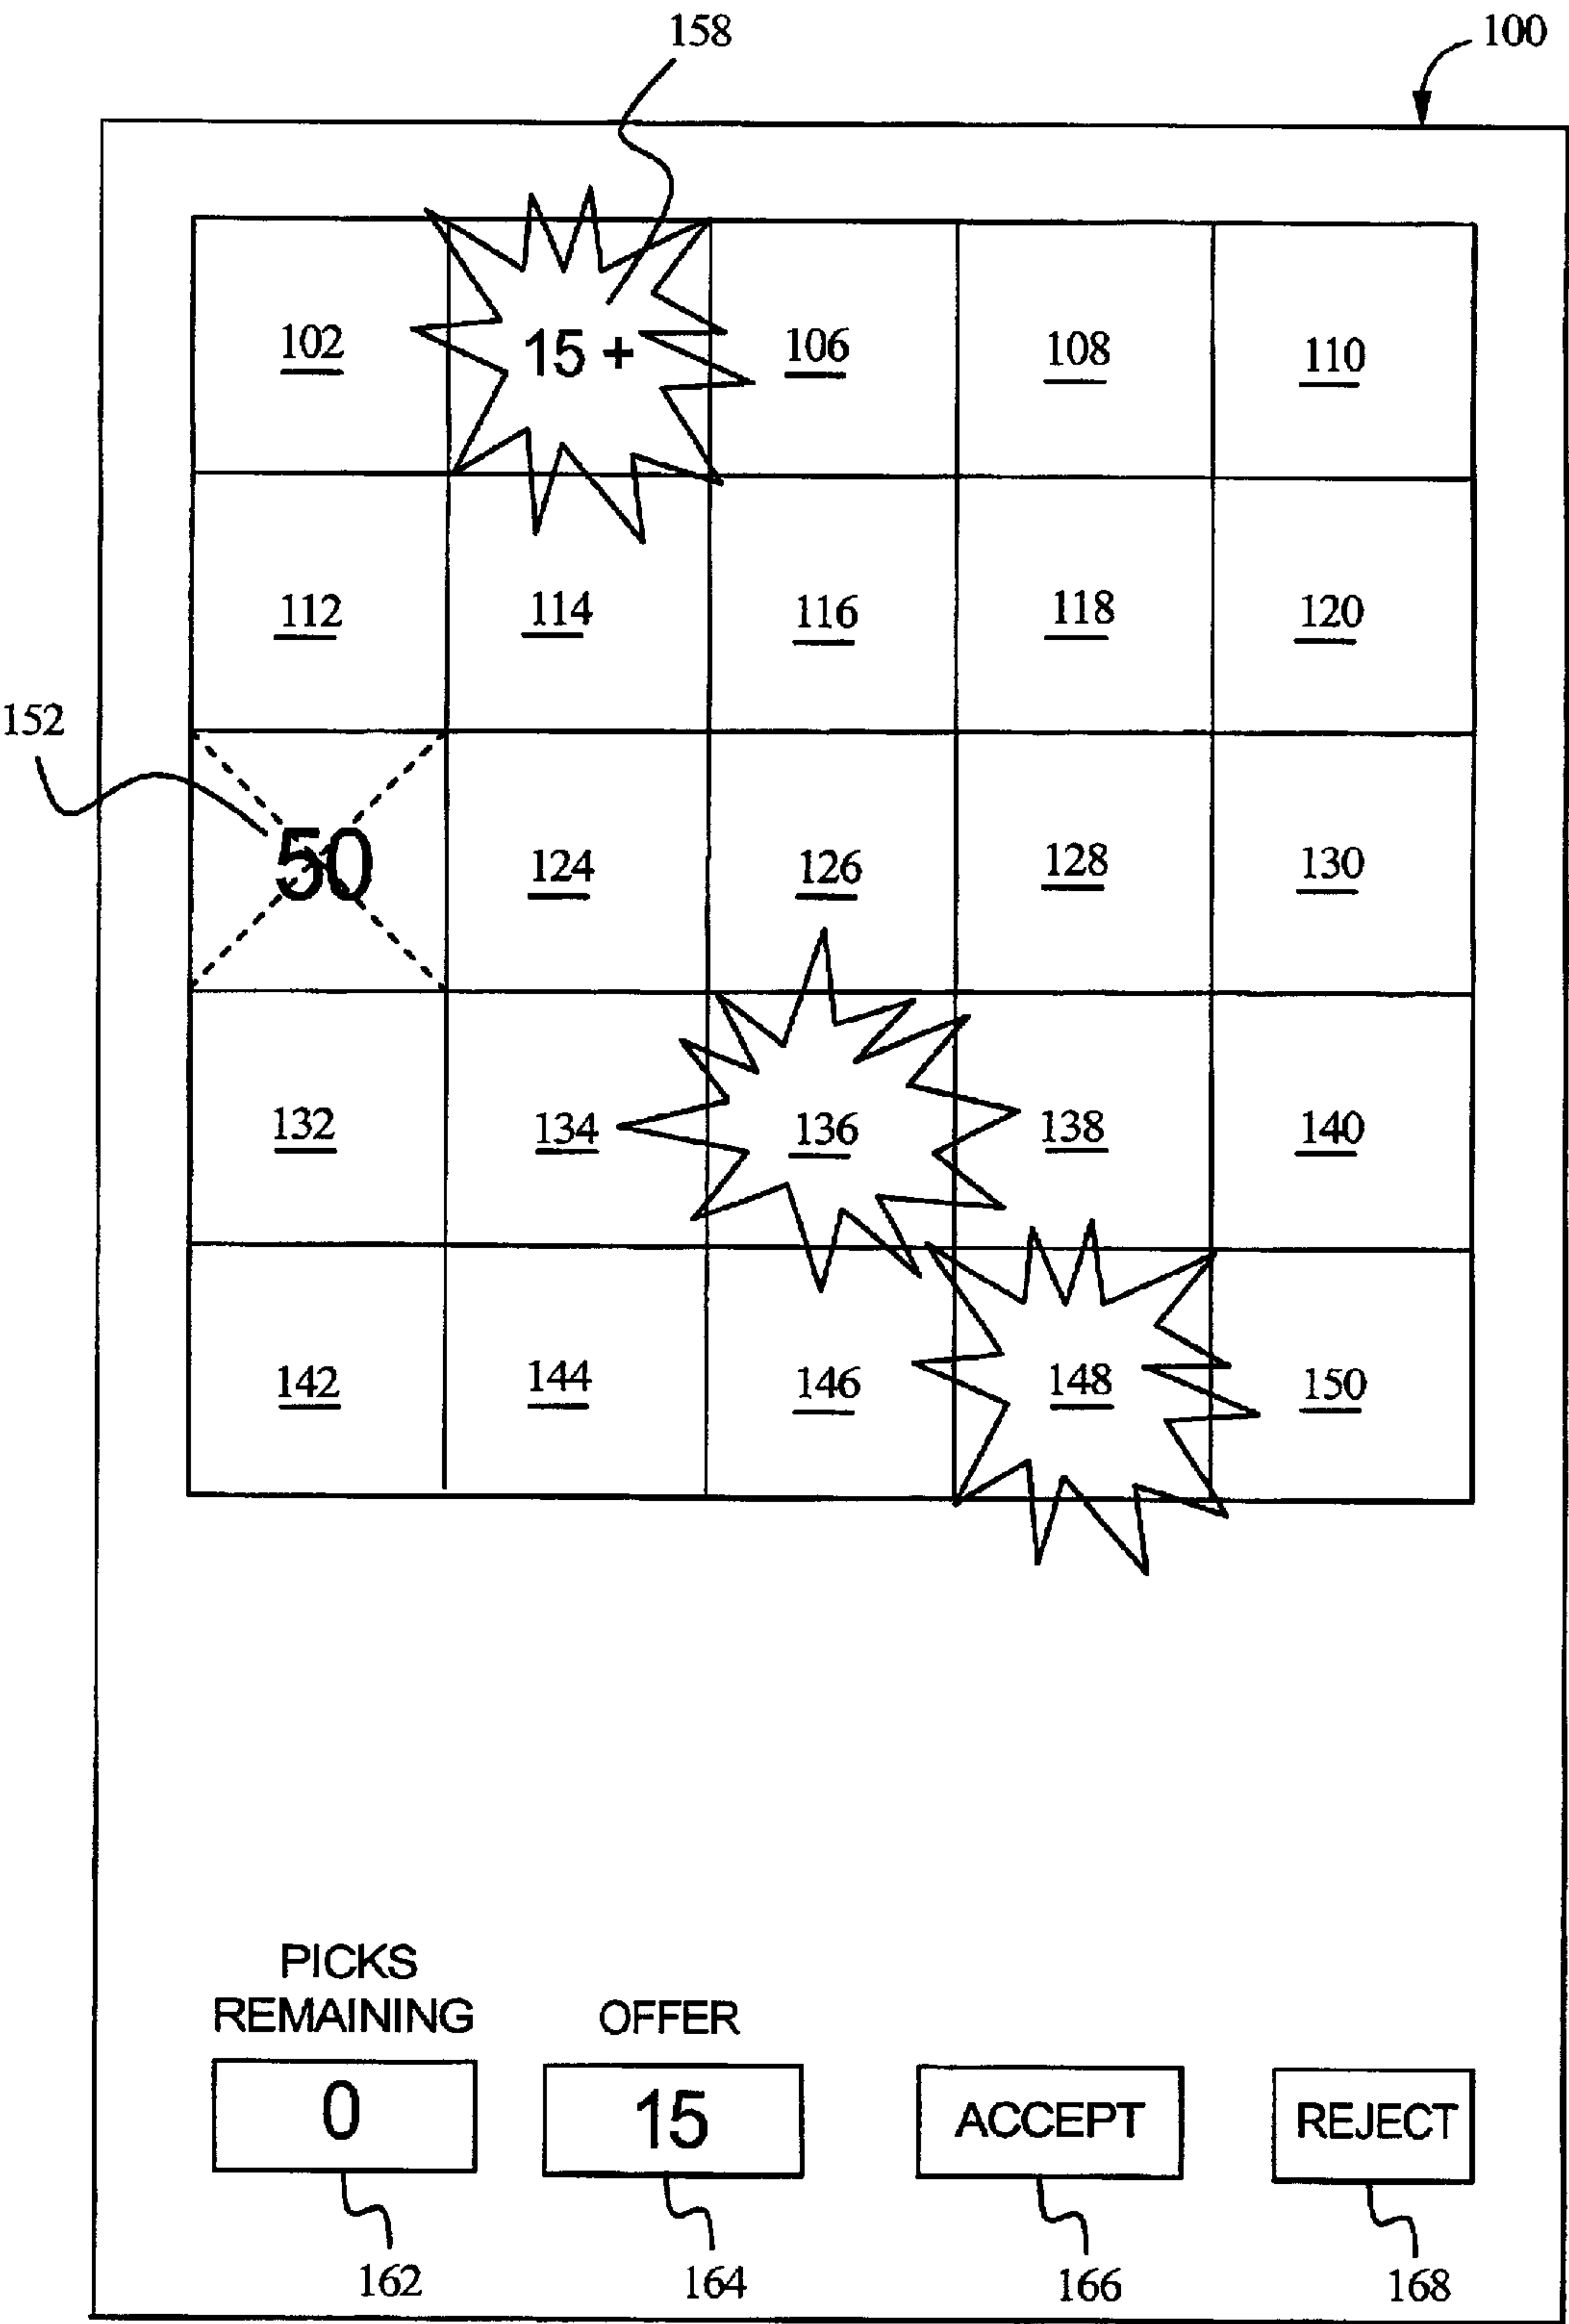 158
100
102 15 + 106 108 110
112 114 116 118 120
152
50 124 126 128 130
132 134 136 138 140
142 144 146 148 150
PICKS
REMAINING OFFER
0 15 ACCEPT REJECT
162 164 166 168